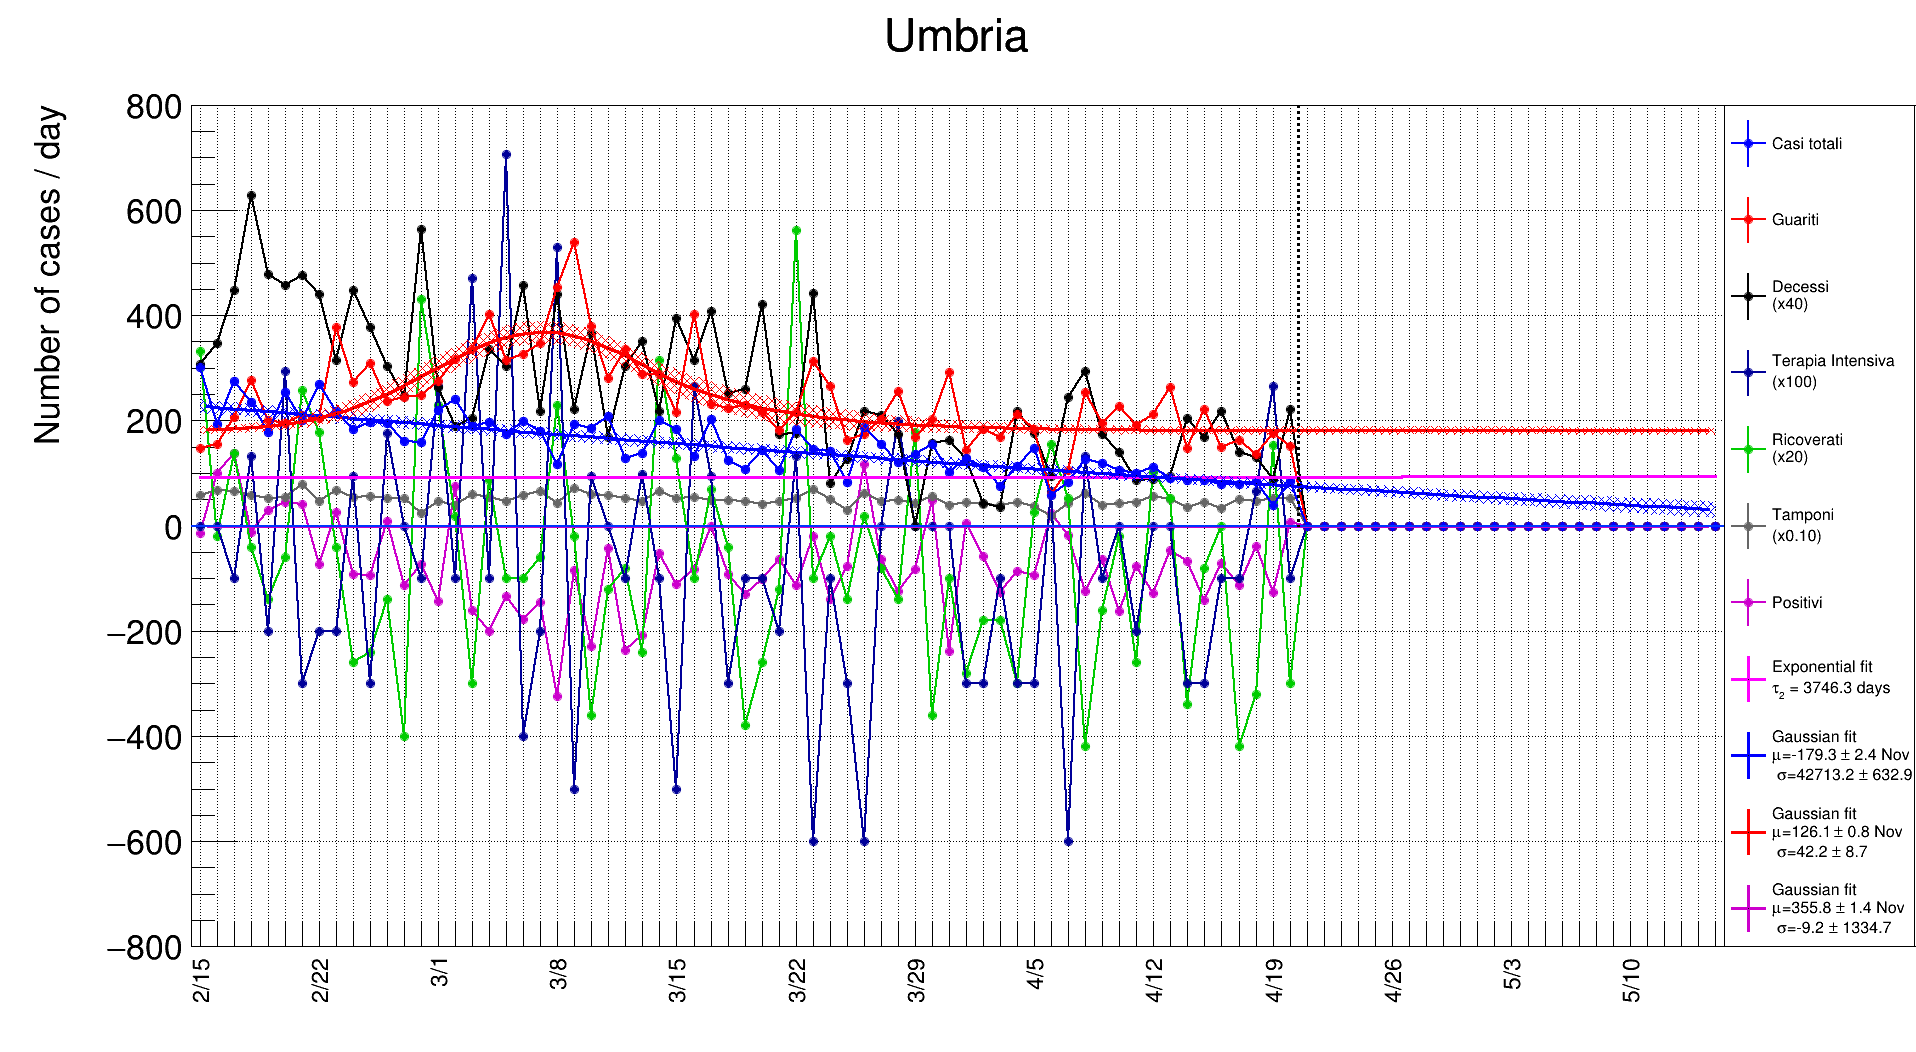 Umbria
Number of cases / day
800
600
400
200
0
−200
−400
−600
−800
2/15
2/22
3/1
3/8
3/15
3/22
3/29
4/5
4/12
4/19
4/26
5/3
5/10
Casi totali
Guariti
Decessi
(x40)
Terapia Intensiva
(x100)
Ricoverati
(x20)
Tamponi
(x0.10)
Positivi
Exponential fit
τ2 = 3746.3 days
Gaussian fit
μ=-179.3 ± 2.4 Nov
σ=42713.2 ± 632.9
Gaussian fit
μ=126.1 ± 0.8 Nov
σ=42.2 ± 8.7
Gaussian fit
μ=355.8 ± 1.4 Nov
σ=-9.2 ± 1334.7